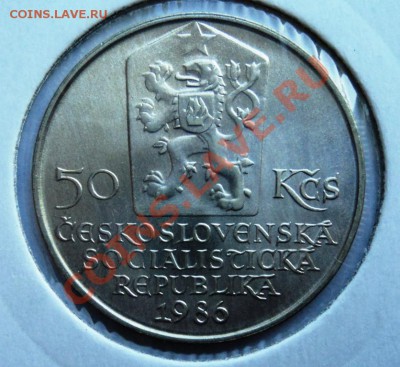 COINS.LAVE.RU
50 Kčs
ČESKOSLOVENSKÁ
SOCIALISTICKÁ
REPUBLIKA
1986
COINS.LAVE.RU